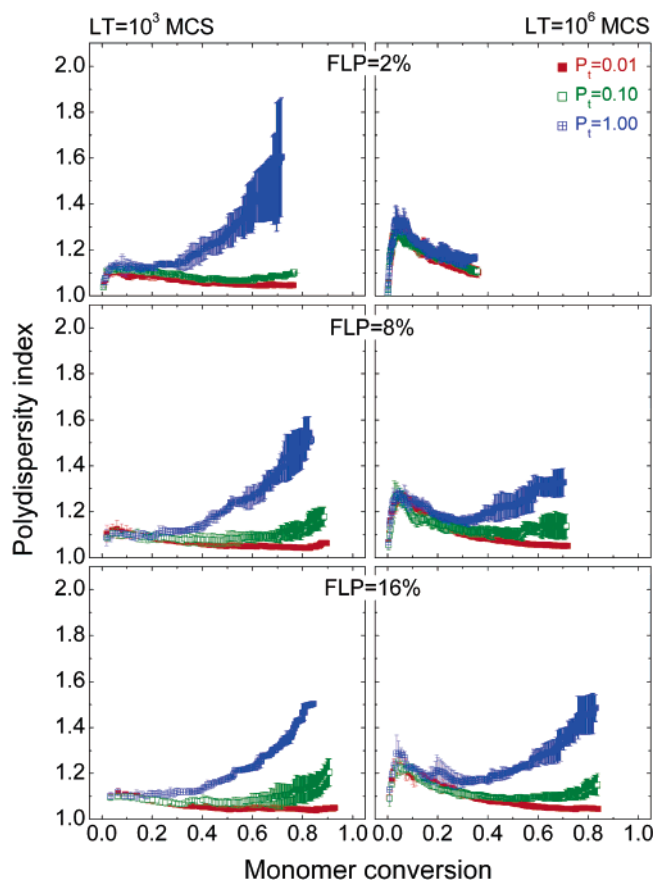 LT=10³ MCS
LT=10⁶ MCS
FLP=2%
2.0
1.8
1.6
1.4
1.2
1.0
Pₜ=0.01
Pₜ=0.10
Pₜ=1.00
FLP=8%
2.0
1.8
1.6
1.4
1.2
1.0
Polydispersity index
FLP=16%
2.0
1.8
1.6
1.4
1.2
1.0
0.0 0.2 0.4 0.6 0.8 1.0
0.0 0.2 0.4 0.6 0.8 1.0
Monomer conversion